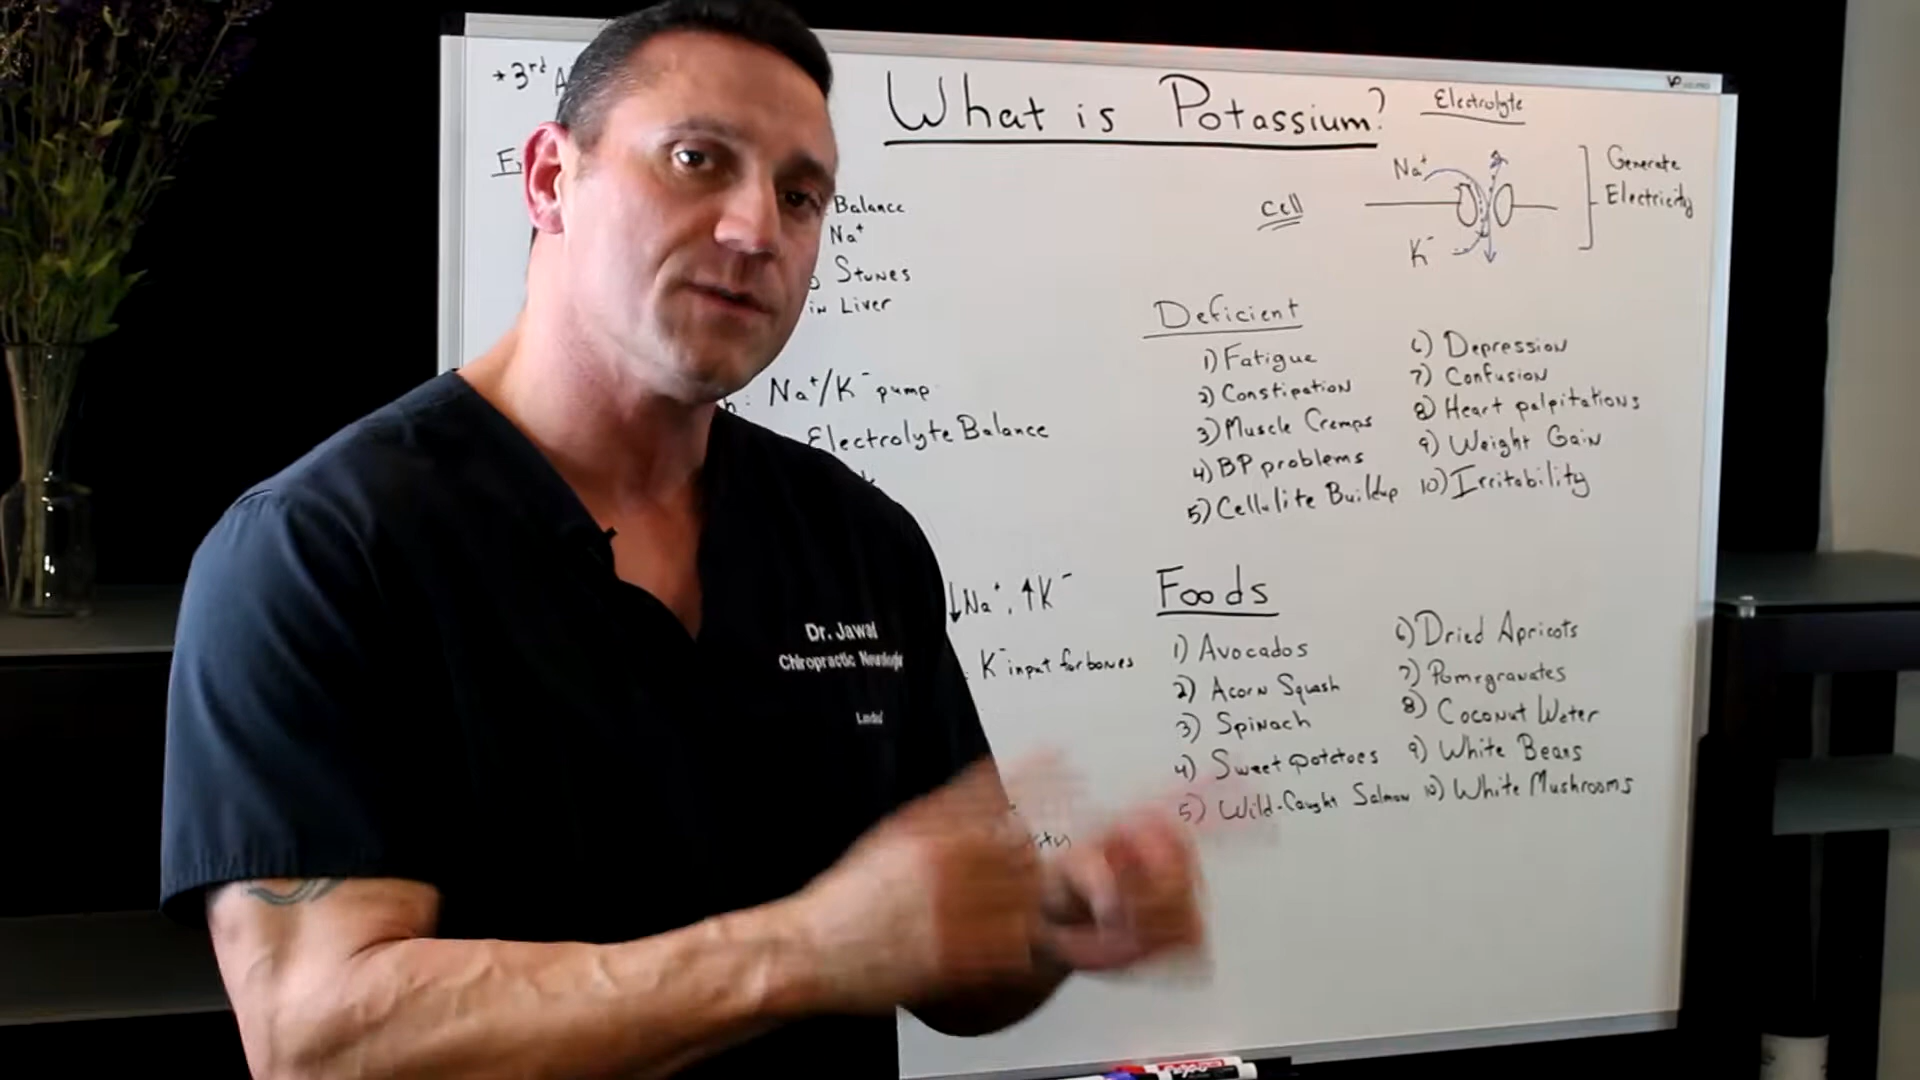 *3rd A
What is Potassium?
Electrolyte
Na+
K-
Cell
Generate
Electricity
Balance
Na+
Stones
in Liver
Na+/K- pump
Electrolyte Balance
↓Na+, ↑K-
K- input for bones
Deficient
1) Fatigue
2) Constipation
3) Muscle Cramps
4) BP problems
5) Cellulite Buildup
6) Depression
7) Confusion
8) Heart palpitations
9) Weight Gain
10) Irritability
Foods
1) Avocados
2) Acorn Squash
3) Spinach
4) Sweet potatoes
5) Wild-Caught Salmon
6) Dried Apricots
7) Pomegranates
8) Coconut Water
9) White Beans
10) White Mushrooms
Dr. Jawal
Chiropractic